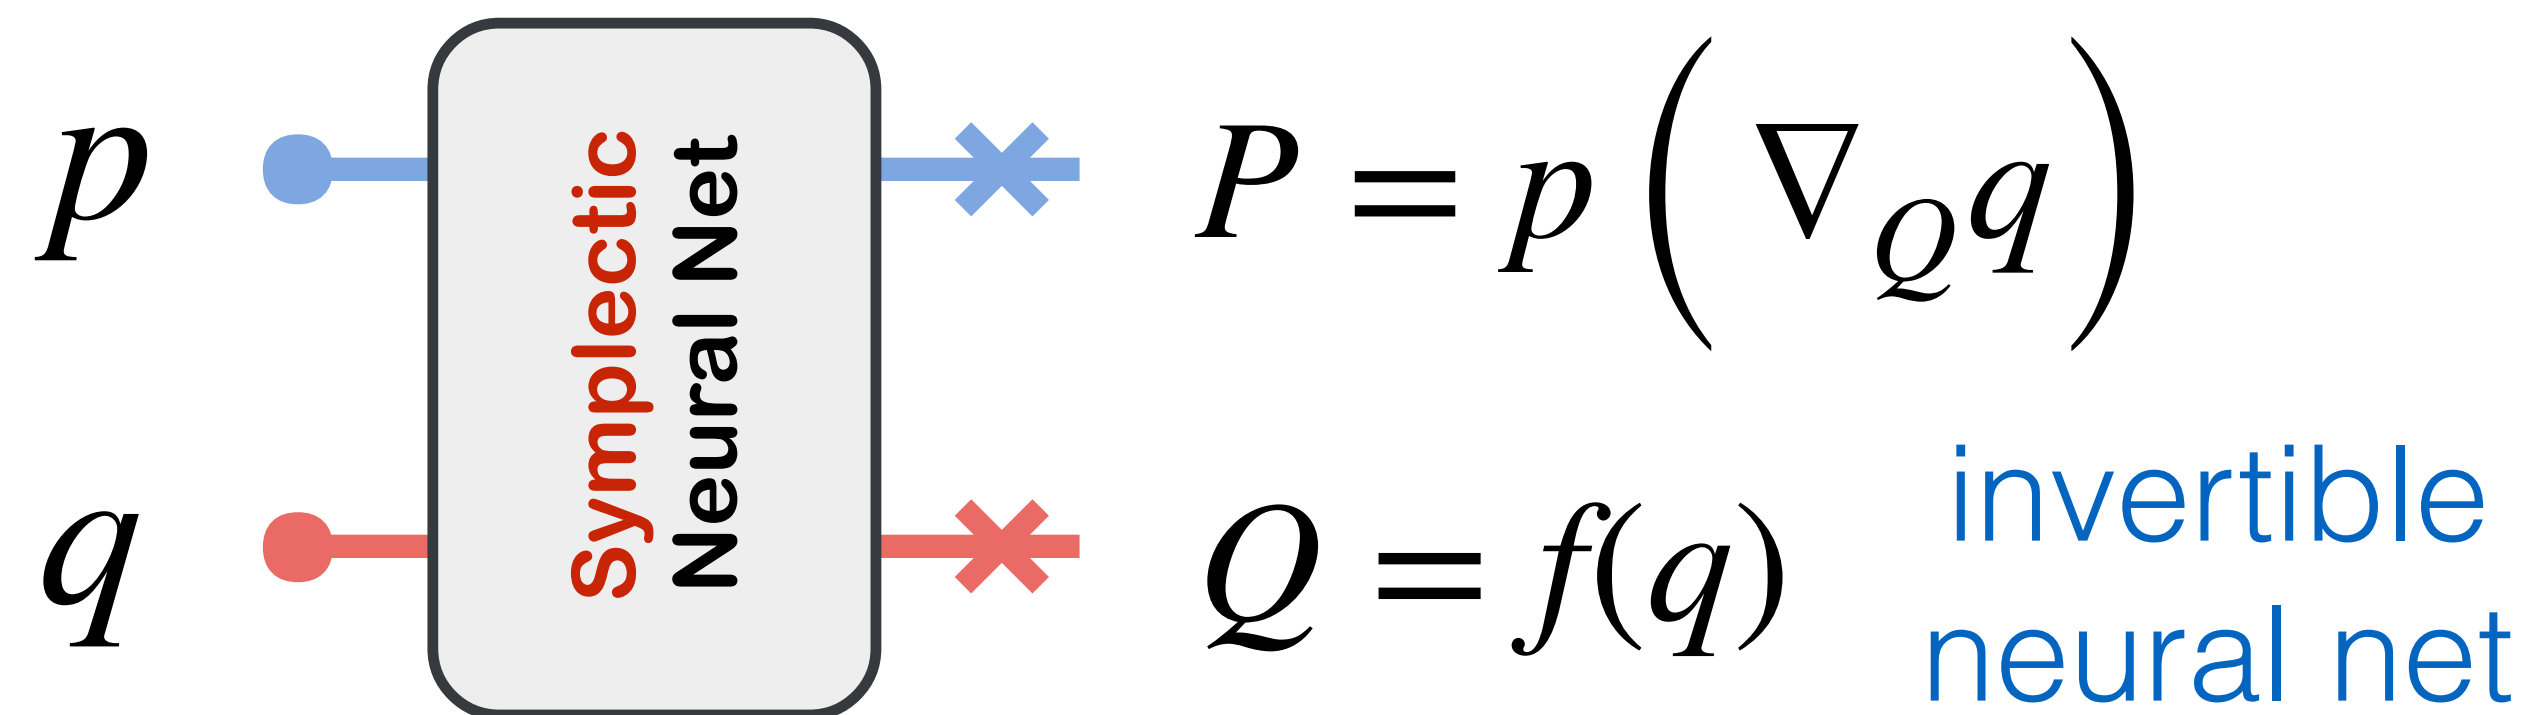 p
q
Symplectic
Neural Net
P = p (∇_Q q)
Q = f(q)
invertible
neural net